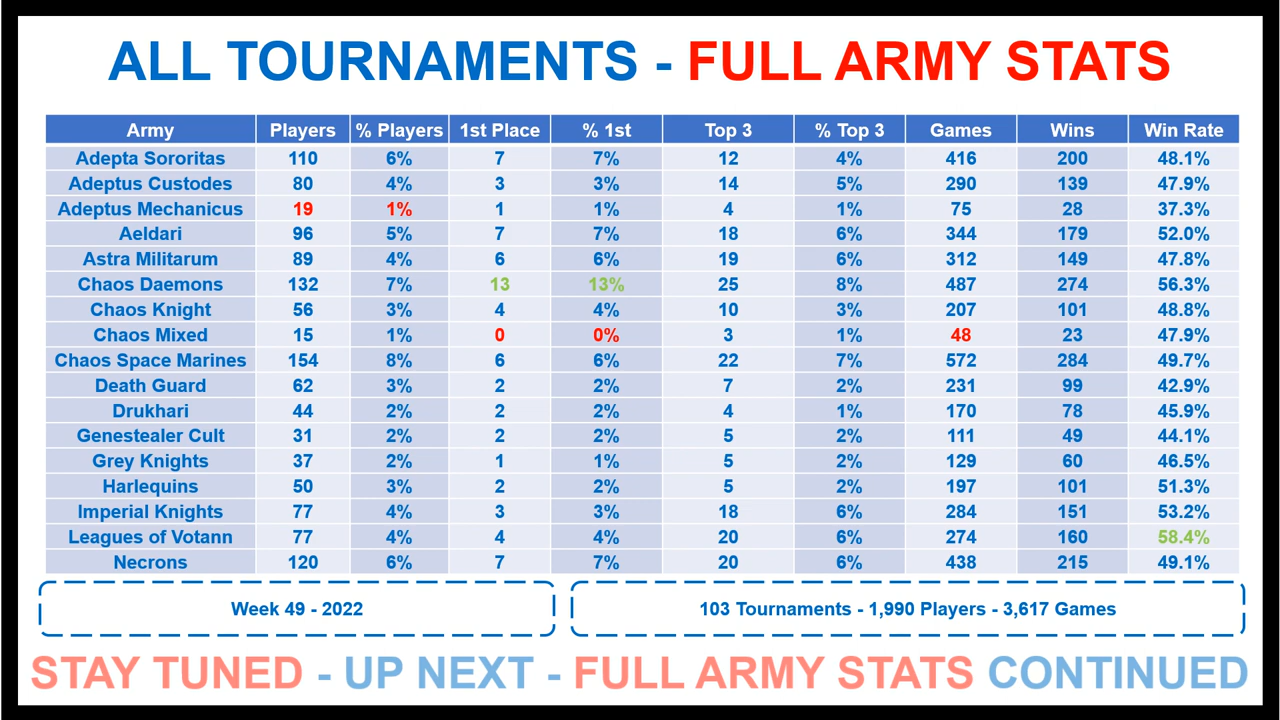 ALL TOURNAMENTS - FULL ARMY STATS
Army Players % Players 1st Place % 1st Top 3 % Top 3 Games Wins Win Rate
Adepta Sororitas 110 6% 7 7% 12 4% 416 200 48.1%
Adeptus Custodes 80 4% 3 3% 14 5% 290 139 47.9%
Adeptus Mechanicus 19 1% 1 1% 4 1% 75 28 37.3%
Aeldari 96 5% 7 7% 18 6% 344 179 52.0%
Astra Militarum 89 4% 6 6% 19 6% 312 149 47.8%
Chaos Daemons 132 7% 13 13% 25 8% 487 274 56.3%
Chaos Knight 56 3% 4 4% 10 3% 207 101 48.8%
Chaos Mixed 15 1% 0 0% 3 1% 48 23 47.9%
Chaos Space Marines 154 8% 6 6% 22 7% 572 284 49.7%
Death Guard 62 3% 2 2% 7 2% 231 99 42.9%
Drukhari 44 2% 2 2% 4 1% 170 78 45.9%
Genestealer Cult 31 2% 2 2% 5 2% 111 49 44.1%
Grey Knights 37 2% 1 1% 5 2% 129 60 46.5%
Harlequins 50 3% 2 2% 5 2% 197 101 51.3%
Imperial Knights 77 4% 3 3% 18 6% 284 151 53.2%
Leagues of Votann 77 4% 4 4% 20 6% 274 160 58.4%
Necrons 120 6% 7 7% 20 6% 438 215 49.1%
Week 49 - 2022
103 Tournaments - 1,990 Players - 3,617 Games
STAY TUNED - UP NEXT - FULL ARMY STATS CONTINUED